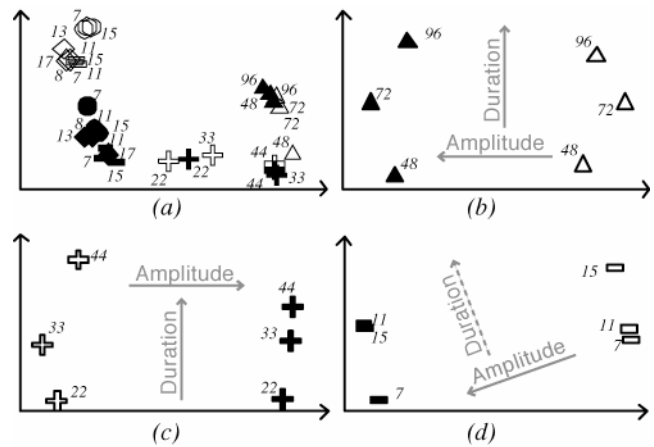 7
13 15
17 11
8 15
7 11
7
8 11
13 15
7 17
15
22 22 33
96 96
48 72
72
48
44
44 33
(a)
96 96
Duration
72 72
Amplitude
48 48
(b)
44
Amplitude
44
33 33
Duration
22 22
(c)
15
Duration
11 11
15 7
Amplitude
7
(d)